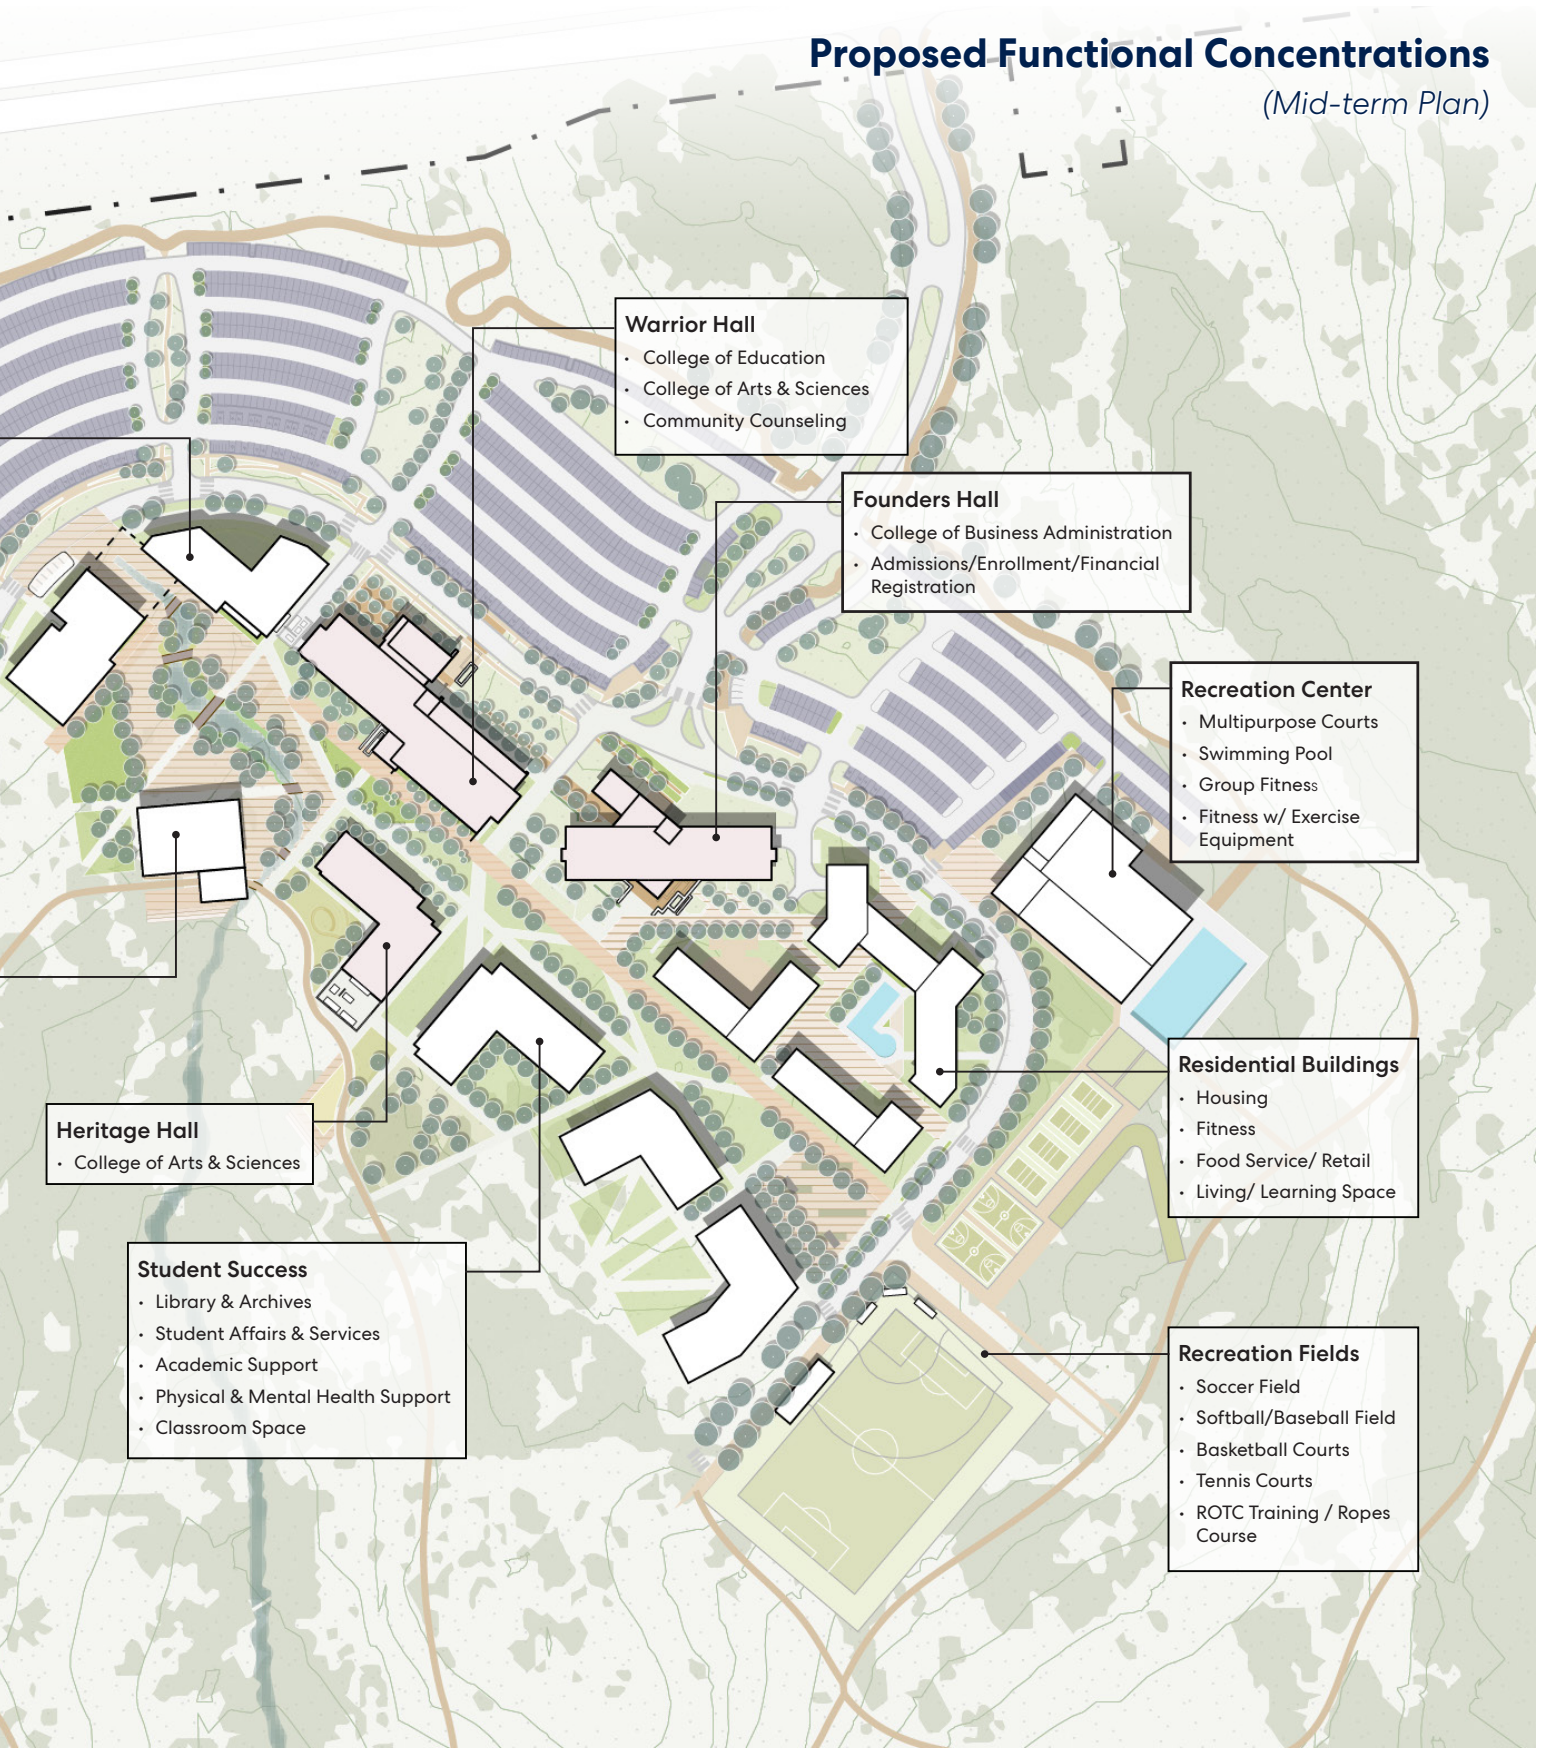 Proposed Functional Concentrations
(Mid-term Plan)
Warrior Hall
• College of Education
• College of Arts & Sciences
• Community Counseling
Founders Hall
• College of Business Administration
• Admissions/Enrollment/Financial
Registration
Recreation Center
• Multipurpose Courts
• Swimming Pool
• Group Fitness
• Fitness w/ Exercise
Equipment
Residential Buildings
• Housing
• Fitness
• Food Service/ Retail
• Living/ Learning Space
Heritage Hall
• College of Arts & Sciences
Student Success
• Library & Archives
• Student Affairs & Services
• Academic Support
• Physical & Mental Health Support
• Classroom Space
Recreation Fields
• Soccer Field
• Softball/Baseball Field
• Basketball Courts
• Tennis Courts
• ROTC Training / Ropes
Course